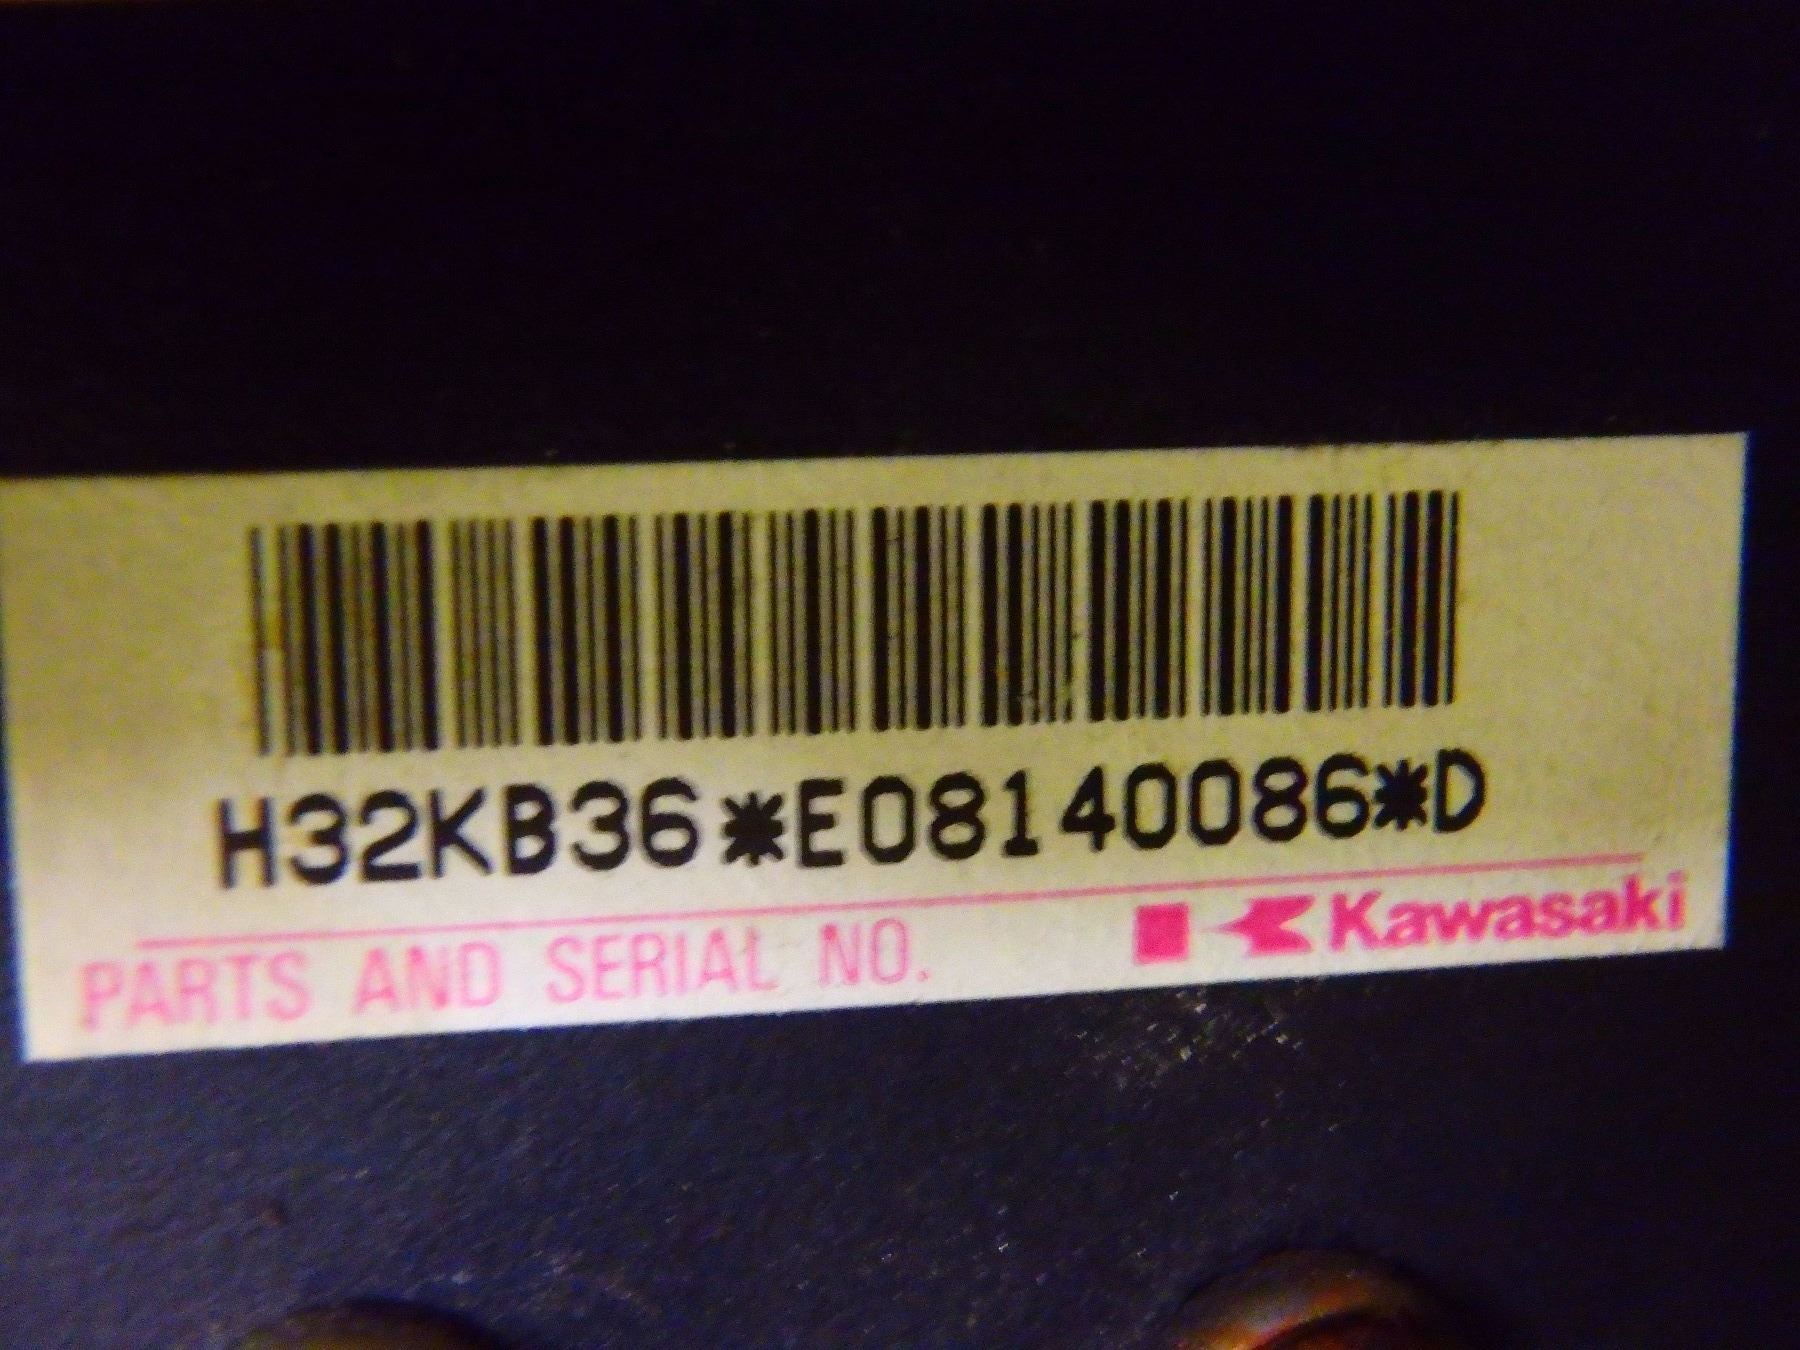 H32KB36*E08140086*D
PARTS AND SERIAL NO.
Kawasaki